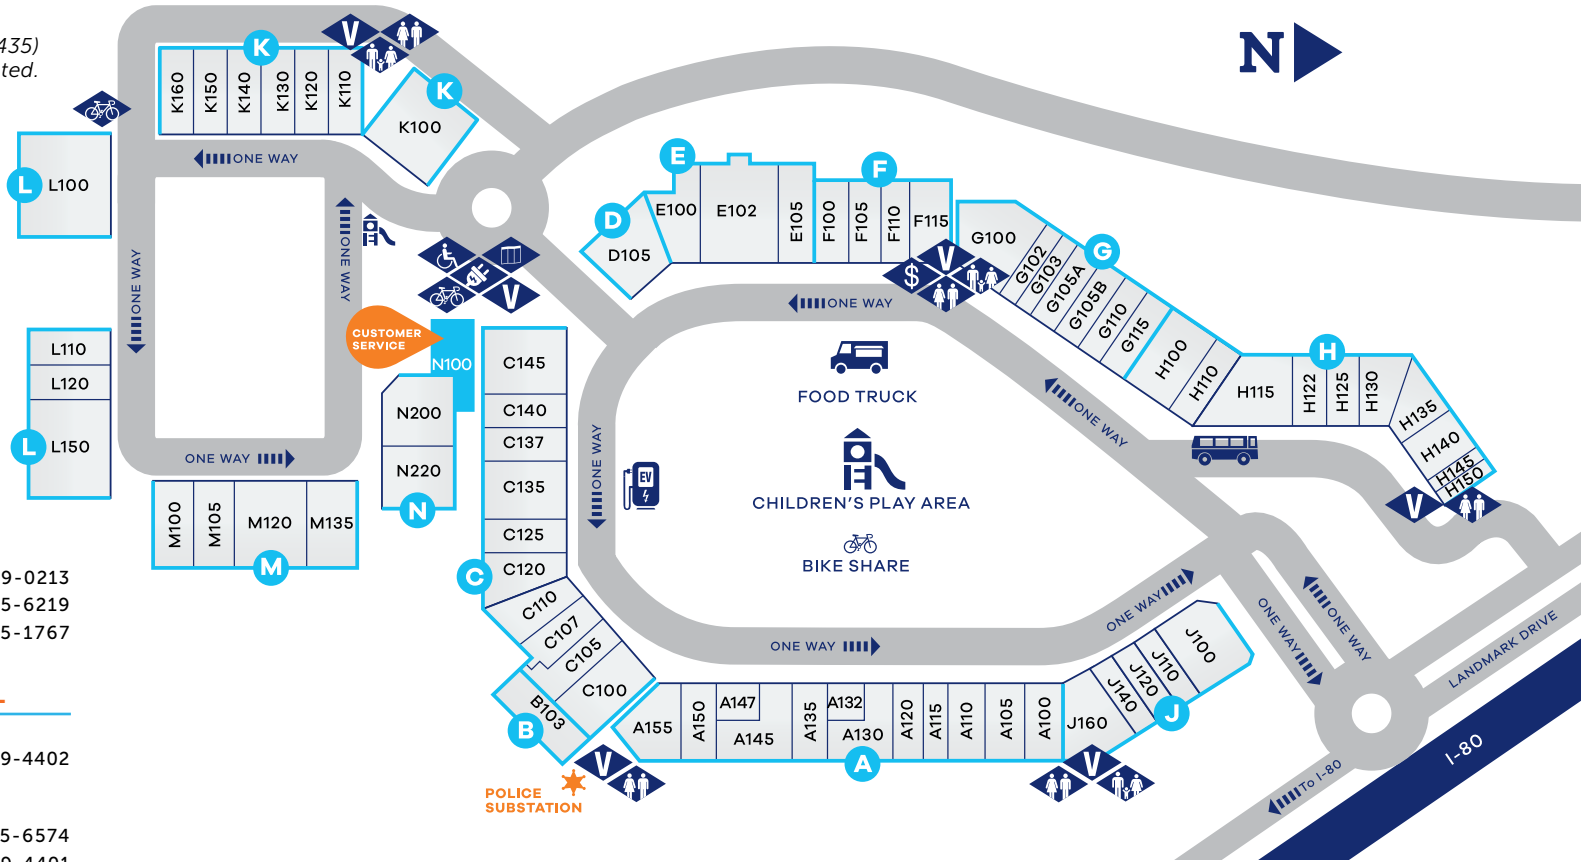 435)
ted.
N
K
K160
K150
K140
K130
K120
K110
V
K
K100
ONE WAY
L
L100
ONE WAY
ONE WAY
L110
L120
L
L150
ONE WAY
M100
M105
M120
M135
M
CUSTOMER
SERVICE
N100
N200
N220
N
V
C145
C140
C137
C135
C125
C120
C
C110
C107
C105
C100
B103
B
POLICE
SUBSTATION
V
D
D105
E
E100
E102
E105
F
F100
F105
F110
F115
$
V
ONE WAY
G100
G102
G103
G105A
G105B
G110
G115
G
H100
H110
H115
H
H122
H125
H130
H135
H140
H145
H150
V
FOOD TRUCK
EV
CHILDREN'S PLAY AREA
BIKE SHARE
ONE WAY
ONE WAY
ONE WAY
ONE WAY
ONE WAY
ONE WAY
A155
A150
A147
A145
A135
A132
A130
A120
A115
A110
A105
A100
A
J160
J140
J120
J110
J100
J
V
LANDMARK DRIVE
I-80
To I-80
9-0213
5-6219
5-1767
9-4402
5-6574
9-4401